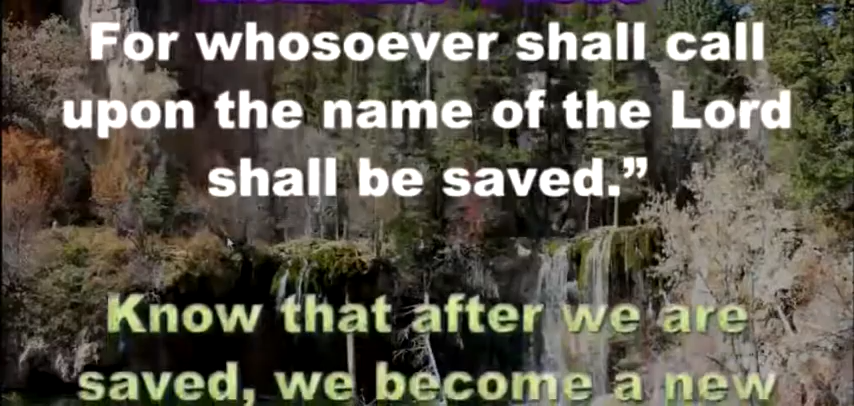 For whosoever shall call
upon the name of the Lord
shall be saved.”
Know that after we are
saved, we become a new